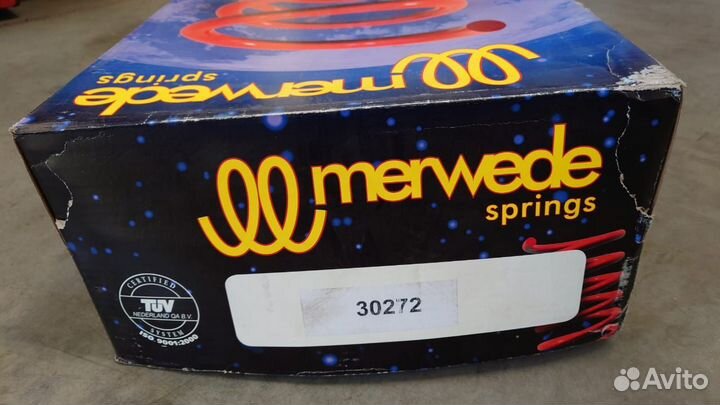 merwede
springs
merwede
springs
30272
CERTIFIED
TÜV
NEDERLAND QA B.V.
SYSTEM
ISO 9001:2000
Avito